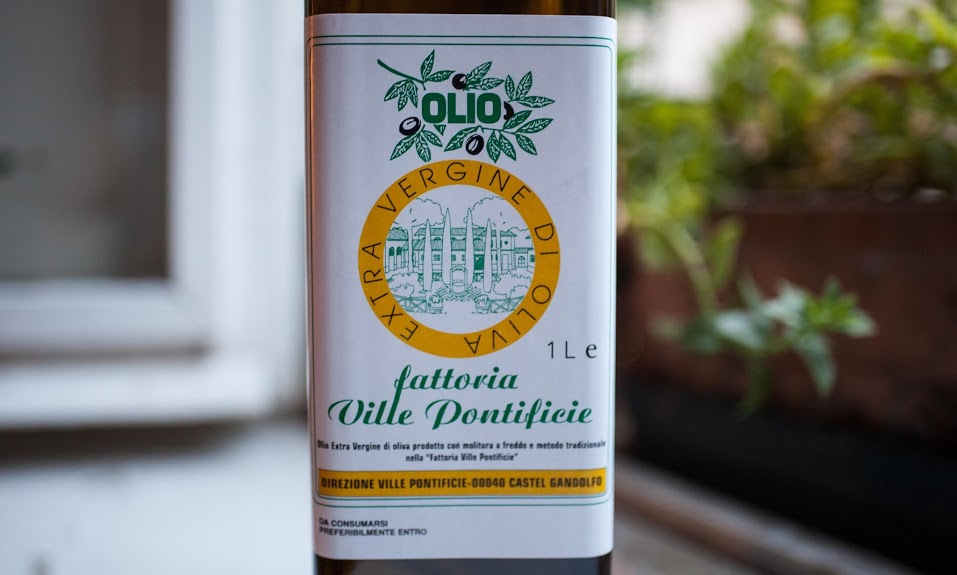 OLIO
EXTRA VERGINE DI OLIVA
1 L e
fattoria
Ville Pontificie
Olio Extra Vergine di oliva prodotto con molitura a freddo e metodo tradizionale
nella "Fattoria Ville Pontificie"
DIREZIONE VILLE PONTIFICIE-00040 CASTEL GANDOLFO
DA CONSUMARSI
PREFERIBILMENTE ENTRO